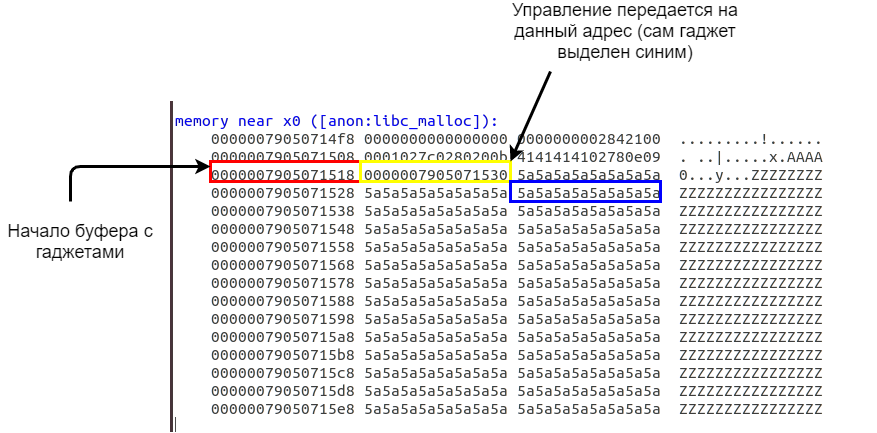 Управление передается на
данный адрес (сам гаджет
выделен синим)
memory near x0 ([anon:libc_malloc]):
00000079050714f8 0000000000000000 0000000002842100 .........!......
0000007905071508 0001027c0280200b 4141414102780e09 . ..|.....x.AAAA
0000007905071518 0000007905071530 5a5a5a5a5a5a5a5a 0...y...ZZZZZZZZ
0000007905071528 5a5a5a5a5a5a5a5a 5a5a5a5a5a5a5a5a ZZZZZZZZZZZZZZZZ
0000007905071538 5a5a5a5a5a5a5a5a 5a5a5a5a5a5a5a5a ZZZZZZZZZZZZZZZZ
0000007905071548 5a5a5a5a5a5a5a5a 5a5a5a5a5a5a5a5a ZZZZZZZZZZZZZZZZ
0000007905071558 5a5a5a5a5a5a5a5a 5a5a5a5a5a5a5a5a ZZZZZZZZZZZZZZZZ
0000007905071568 5a5a5a5a5a5a5a5a 5a5a5a5a5a5a5a5a ZZZZZZZZZZZZZZZZ
0000007905071578 5a5a5a5a5a5a5a5a 5a5a5a5a5a5a5a5a ZZZZZZZZZZZZZZZZ
0000007905071588 5a5a5a5a5a5a5a5a 5a5a5a5a5a5a5a5a ZZZZZZZZZZZZZZZZ
0000007905071598 5a5a5a5a5a5a5a5a 5a5a5a5a5a5a5a5a ZZZZZZZZZZZZZZZZ
00000079050715a8 5a5a5a5a5a5a5a5a 5a5a5a5a5a5a5a5a ZZZZZZZZZZZZZZZZ
00000079050715b8 5a5a5a5a5a5a5a5a 5a5a5a5a5a5a5a5a ZZZZZZZZZZZZZZZZ
00000079050715c8 5a5a5a5a5a5a5a5a 5a5a5a5a5a5a5a5a ZZZZZZZZZZZZZZZZ
00000079050715d8 5a5a5a5a5a5a5a5a 5a5a5a5a5a5a5a5a ZZZZZZZZZZZZZZZZ
00000079050715e8 5a5a5a5a5a5a5a5a 5a5a5a5a5a5a5a5a ZZZZZZZZZZZZZZZZ
Начало буфера с
гаджетами